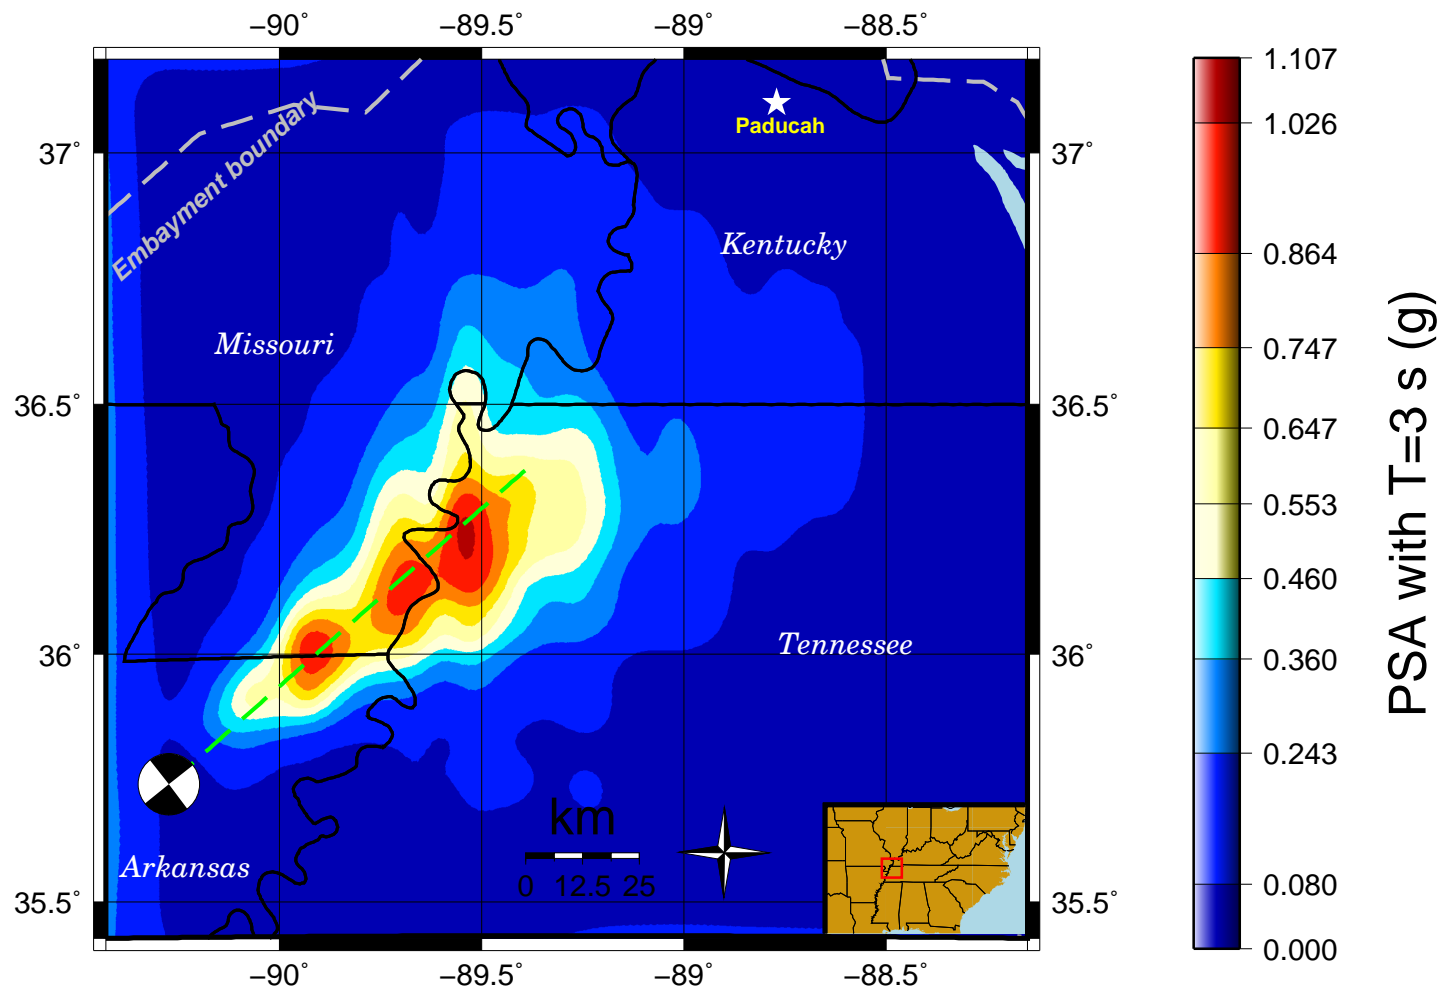 −90˚ −89.5˚ −89˚ −88.5˚
1.107
1.026
Paducah
Embayment boundary
37˚ 37˚
Kentucky
0.864
Missouri
0.747
36.5˚ 36.5˚
0.647
0.553
0.460
PSA with T=3 s (g)
36˚ 36˚
Tennessee
0.360
0.243
km
Arkansas
0 12.5 25
0.080
35.5˚ 35.5˚
0.000
−90˚ −89.5˚ −89˚ −88.5˚